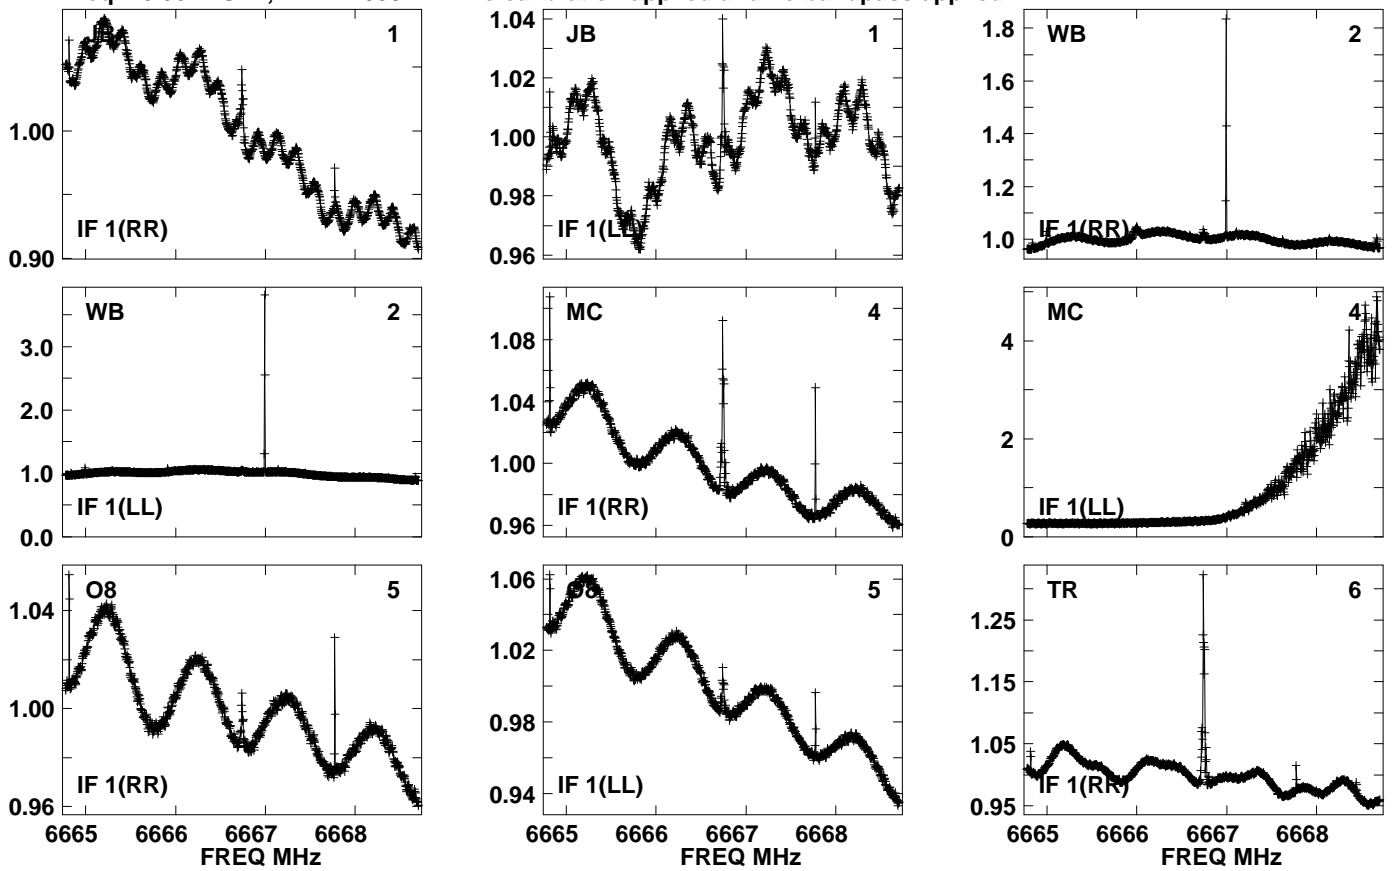 JB 1
1.00
0.90
IF 1(RR)
1.04
1.02
1.00
0.98
0.96
JB 1
IF 1(LL)
1.8
1.6
1.4
1.2
1.0
WB 2
IF 1(RR)
3.0
2.0
1.0
0.0
WB 2
IF 1(LL)
1.08
1.04
1.00
0.96
MC 4
IF 1(RR)
4
2
0
MC 4
IF 1(LL)
1.04
1.00
0.96
O8 5
IF 1(RR)
6665 6666 6667 6668
FREQ MHz
1.06
1.02
0.98
0.94
O8 5
IF 1(LL)
1.25
1.15
1.05
0.95
TR 6
IF 1(RR)
6665 6666 6667 6668
FREQ MHz